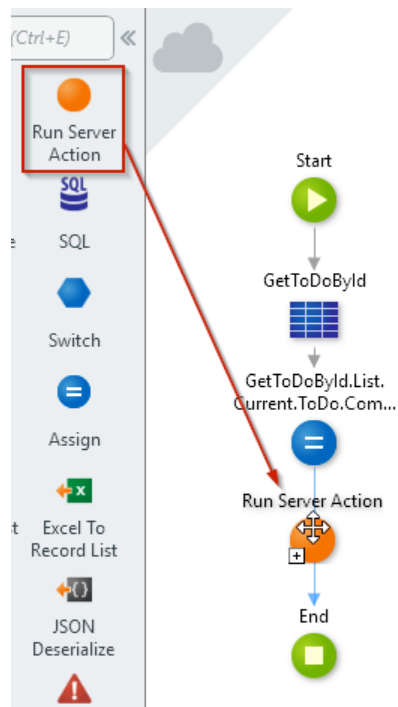 (Ctrl+E)
Run Server
Action
SQL
SQL
Switch
Assign
Excel To
Record List
JSON
Deserialize
Start
GetToDoById
GetToDoById.List.
Current.ToDo.Com...
Run Server Action
End